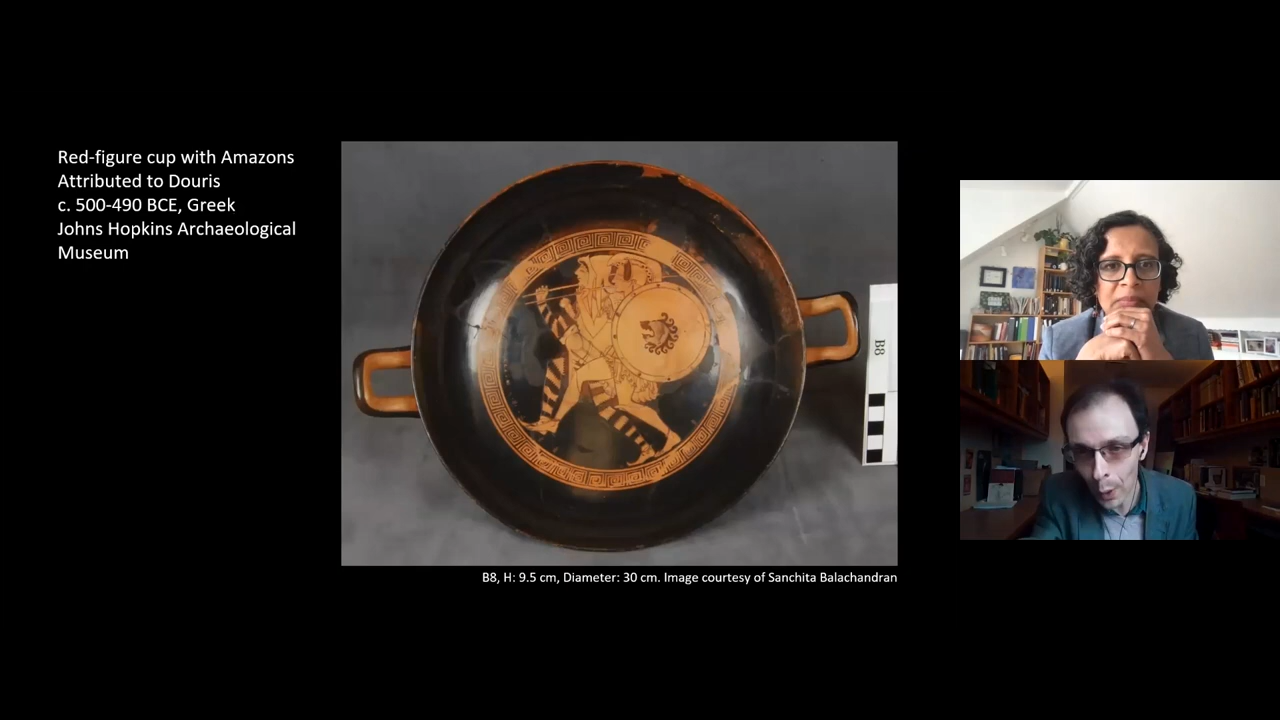 Red-figure cup with Amazons
Attributed to Douris
c. 500-490 BCE, Greek
Johns Hopkins Archaeological
Museum
B8
B8, H: 9.5 cm, Diameter: 30 cm. Image courtesy of Sanchita Balachandran